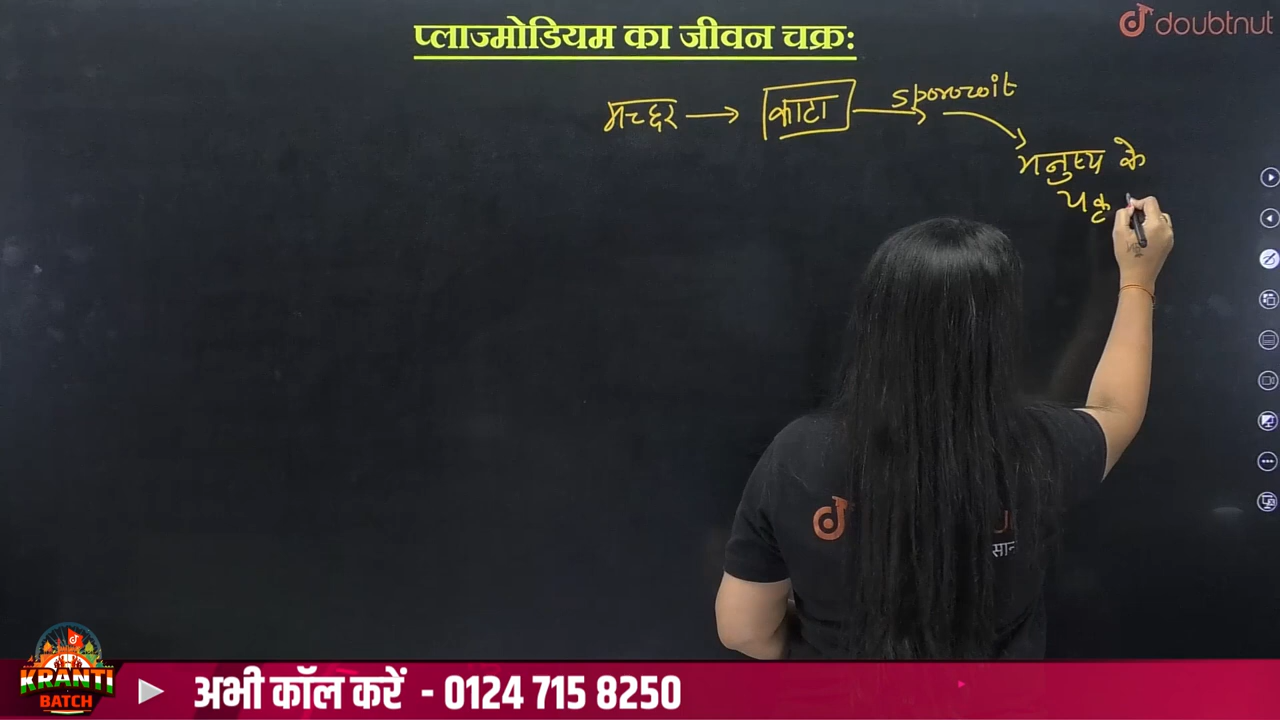 प्लाज्मोडियम का जीवन चक्र:
doubtnut
मच्छर → काटा → sporozoit
मनुष्य के
यकृ
KRANTI
BATCH
अभी कॉल करें - 0124 715 8250